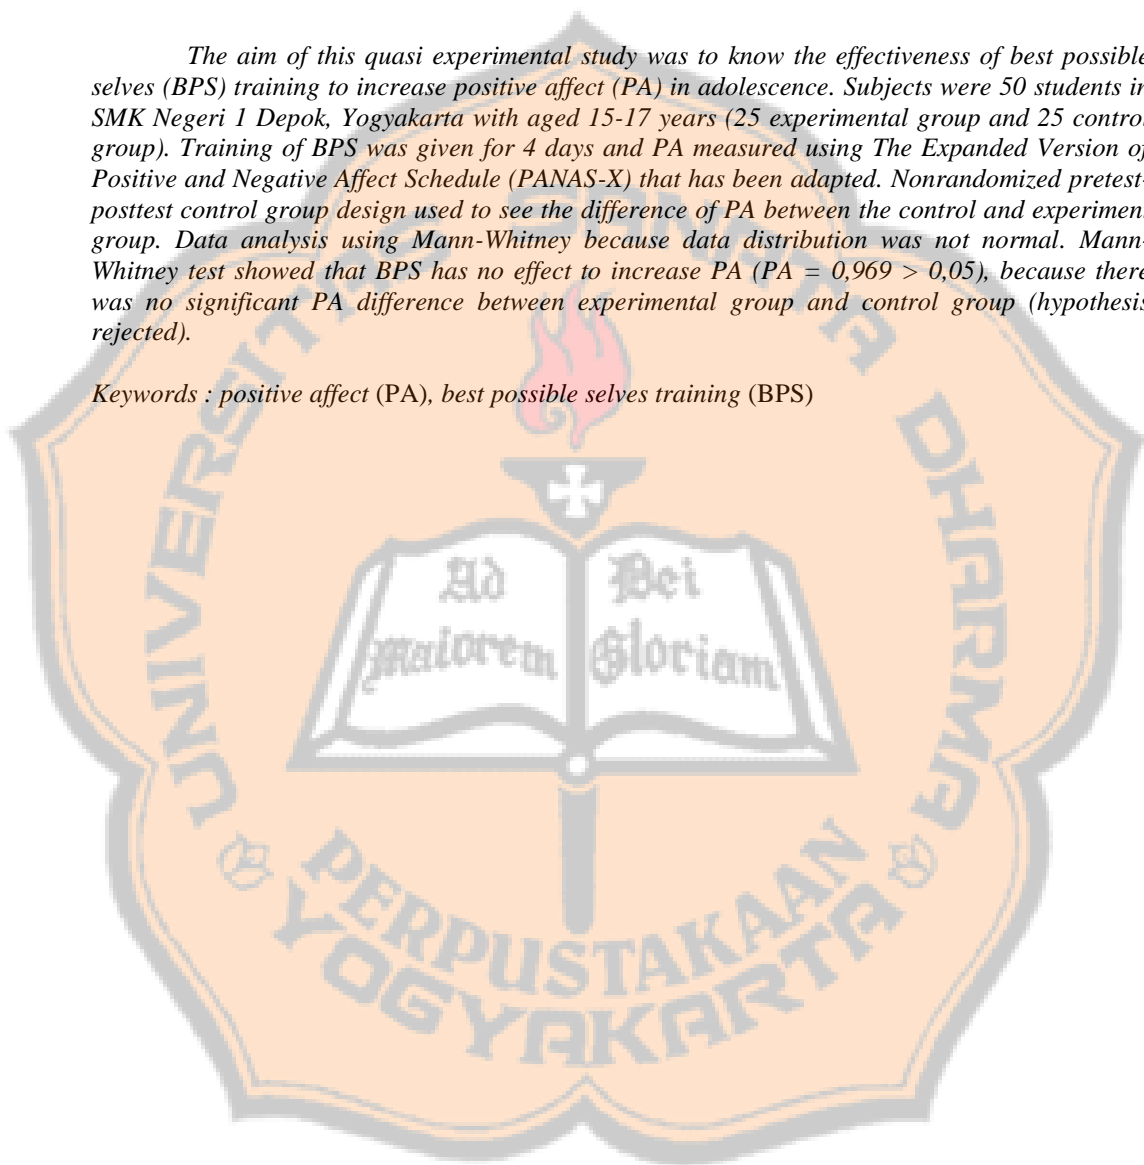 The aim of this quasi experimental study was to know the effectiveness of best possible
selves (BPS) training to increase positive affect (PA) in adolescence. Subjects were 50 students in
SMK Negeri 1 Depok, Yogyakarta with aged 15-17 years (25 experimental group and 25 control
group). Training of BPS was given for 4 days and PA measured using The Expanded Version of
Positive and Negative Affect Schedule (PANAS-X) that has been adapted. Nonrandomized pretest-
posttest control group design used to see the difference of PA between the control and experiment
group. Data analysis using Mann-Whitney because data distribution was not normal. Mann-
Whitney test showed that BPS has no effect to increase PA (PA = 0,969 > 0,05), because there
was no significant PA difference between experimental group and control group (hypothesis
rejected).
Keywords : positive affect (PA), best possible selves training (BPS)
UNIVERSITAS SANATA DHARMA
Ad Dei
Maiorem Gloriam
PERPUSTAKAAN
YOGYAKARTA